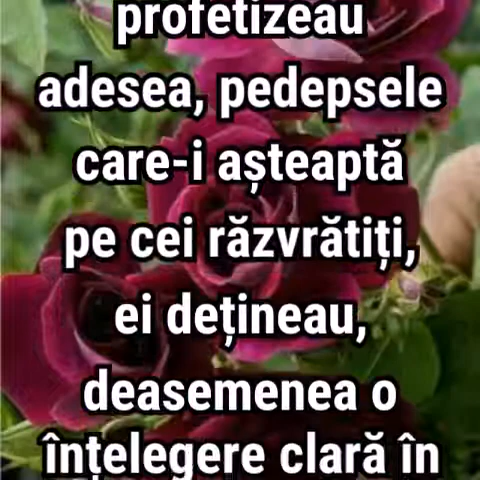 profetizeau
adesea, pedepsele
care-i așteaptă
pe cei răzvrătiți,
ei dețineau,
deasemenea o
înțelegere clară în